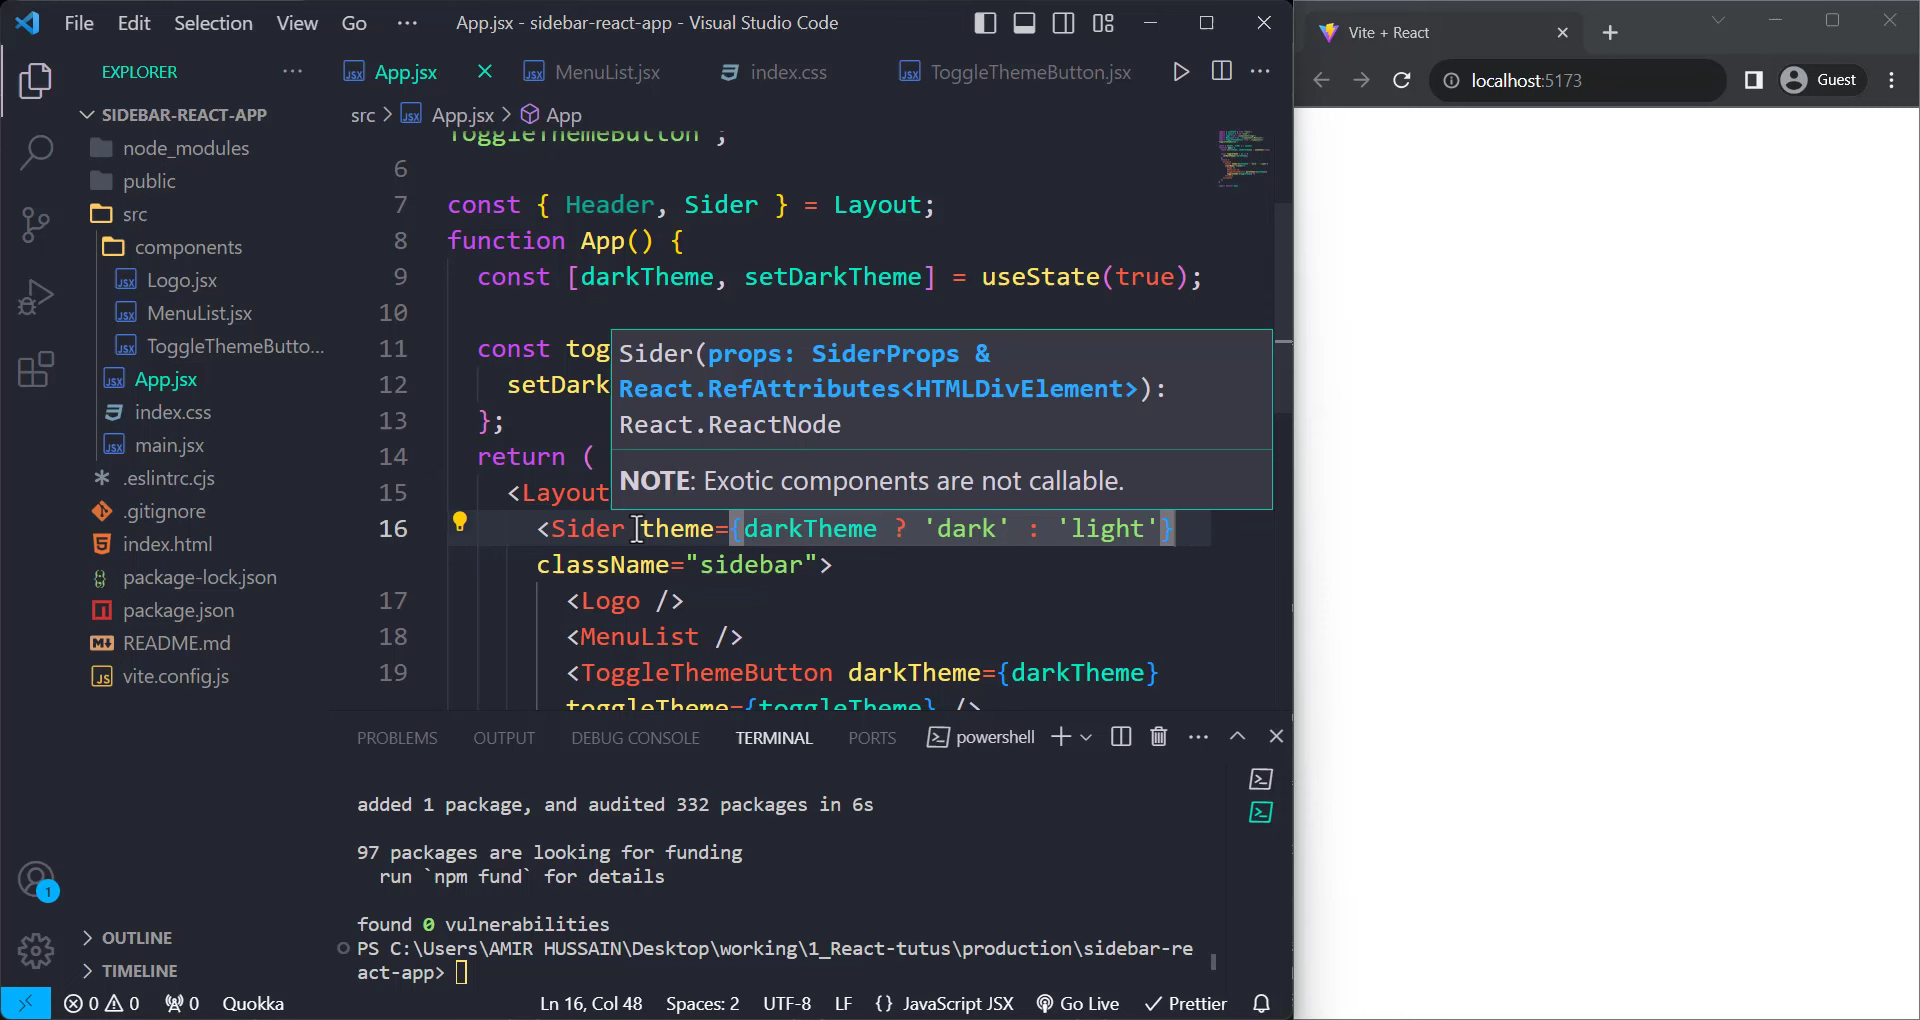 File Edit Selection View Go ··· App.jsx - sidebar-react-app - Visual Studio Code
EXPLORER ···
SIDEBAR-REACT-APP
node_modules
public
src
components
Logo.jsx
MenuList.jsx
ToggleThemeButto...
App.jsx
index.css
main.jsx
.eslintrc.cjs
.gitignore
index.html
package-lock.json
package.json
README.md
vite.config.js
OUTLINE
TIMELINE
App.jsx MenuList.jsx index.css ToggleThemeButton.jsx ···
src > App.jsx > App
ToggleThemeButton';
6
7 const { Header, Sider } = Layout;
8 function App() {
9 const [darkTheme, setDarkTheme] = useState(true);
10
11 const tog
12 setDark
13 };
14 return (
15 <Layout
Sider(props: SiderProps &
React.RefAttributes<HTMLDivElement>):
React.ReactNode
NOTE: Exotic components are not callable.
16 <Sider theme={darkTheme ? 'dark' : 'light'}
className="sidebar">
17 <Logo />
18 <MenuList />
19 <ToggleThemeButton darkTheme={darkTheme}
toggleTheme={toggleTheme} />
PROBLEMS OUTPUT DEBUG CONSOLE TERMINAL PORTS powershell ···
added 1 package, and audited 332 packages in 6s
97 packages are looking for funding
run `npm fund` for details
found 0 vulnerabilities
PS C:\Users\AMIR HUSSAIN\Desktop\working\1_React-tutus\production\sidebar-re
act-app>
1
0 0 0 Quokka Ln 16, Col 48 Spaces: 2 UTF-8 LF {} JavaScript JSX Go Live Prettier
Vite + React
localhost:5173 Guest